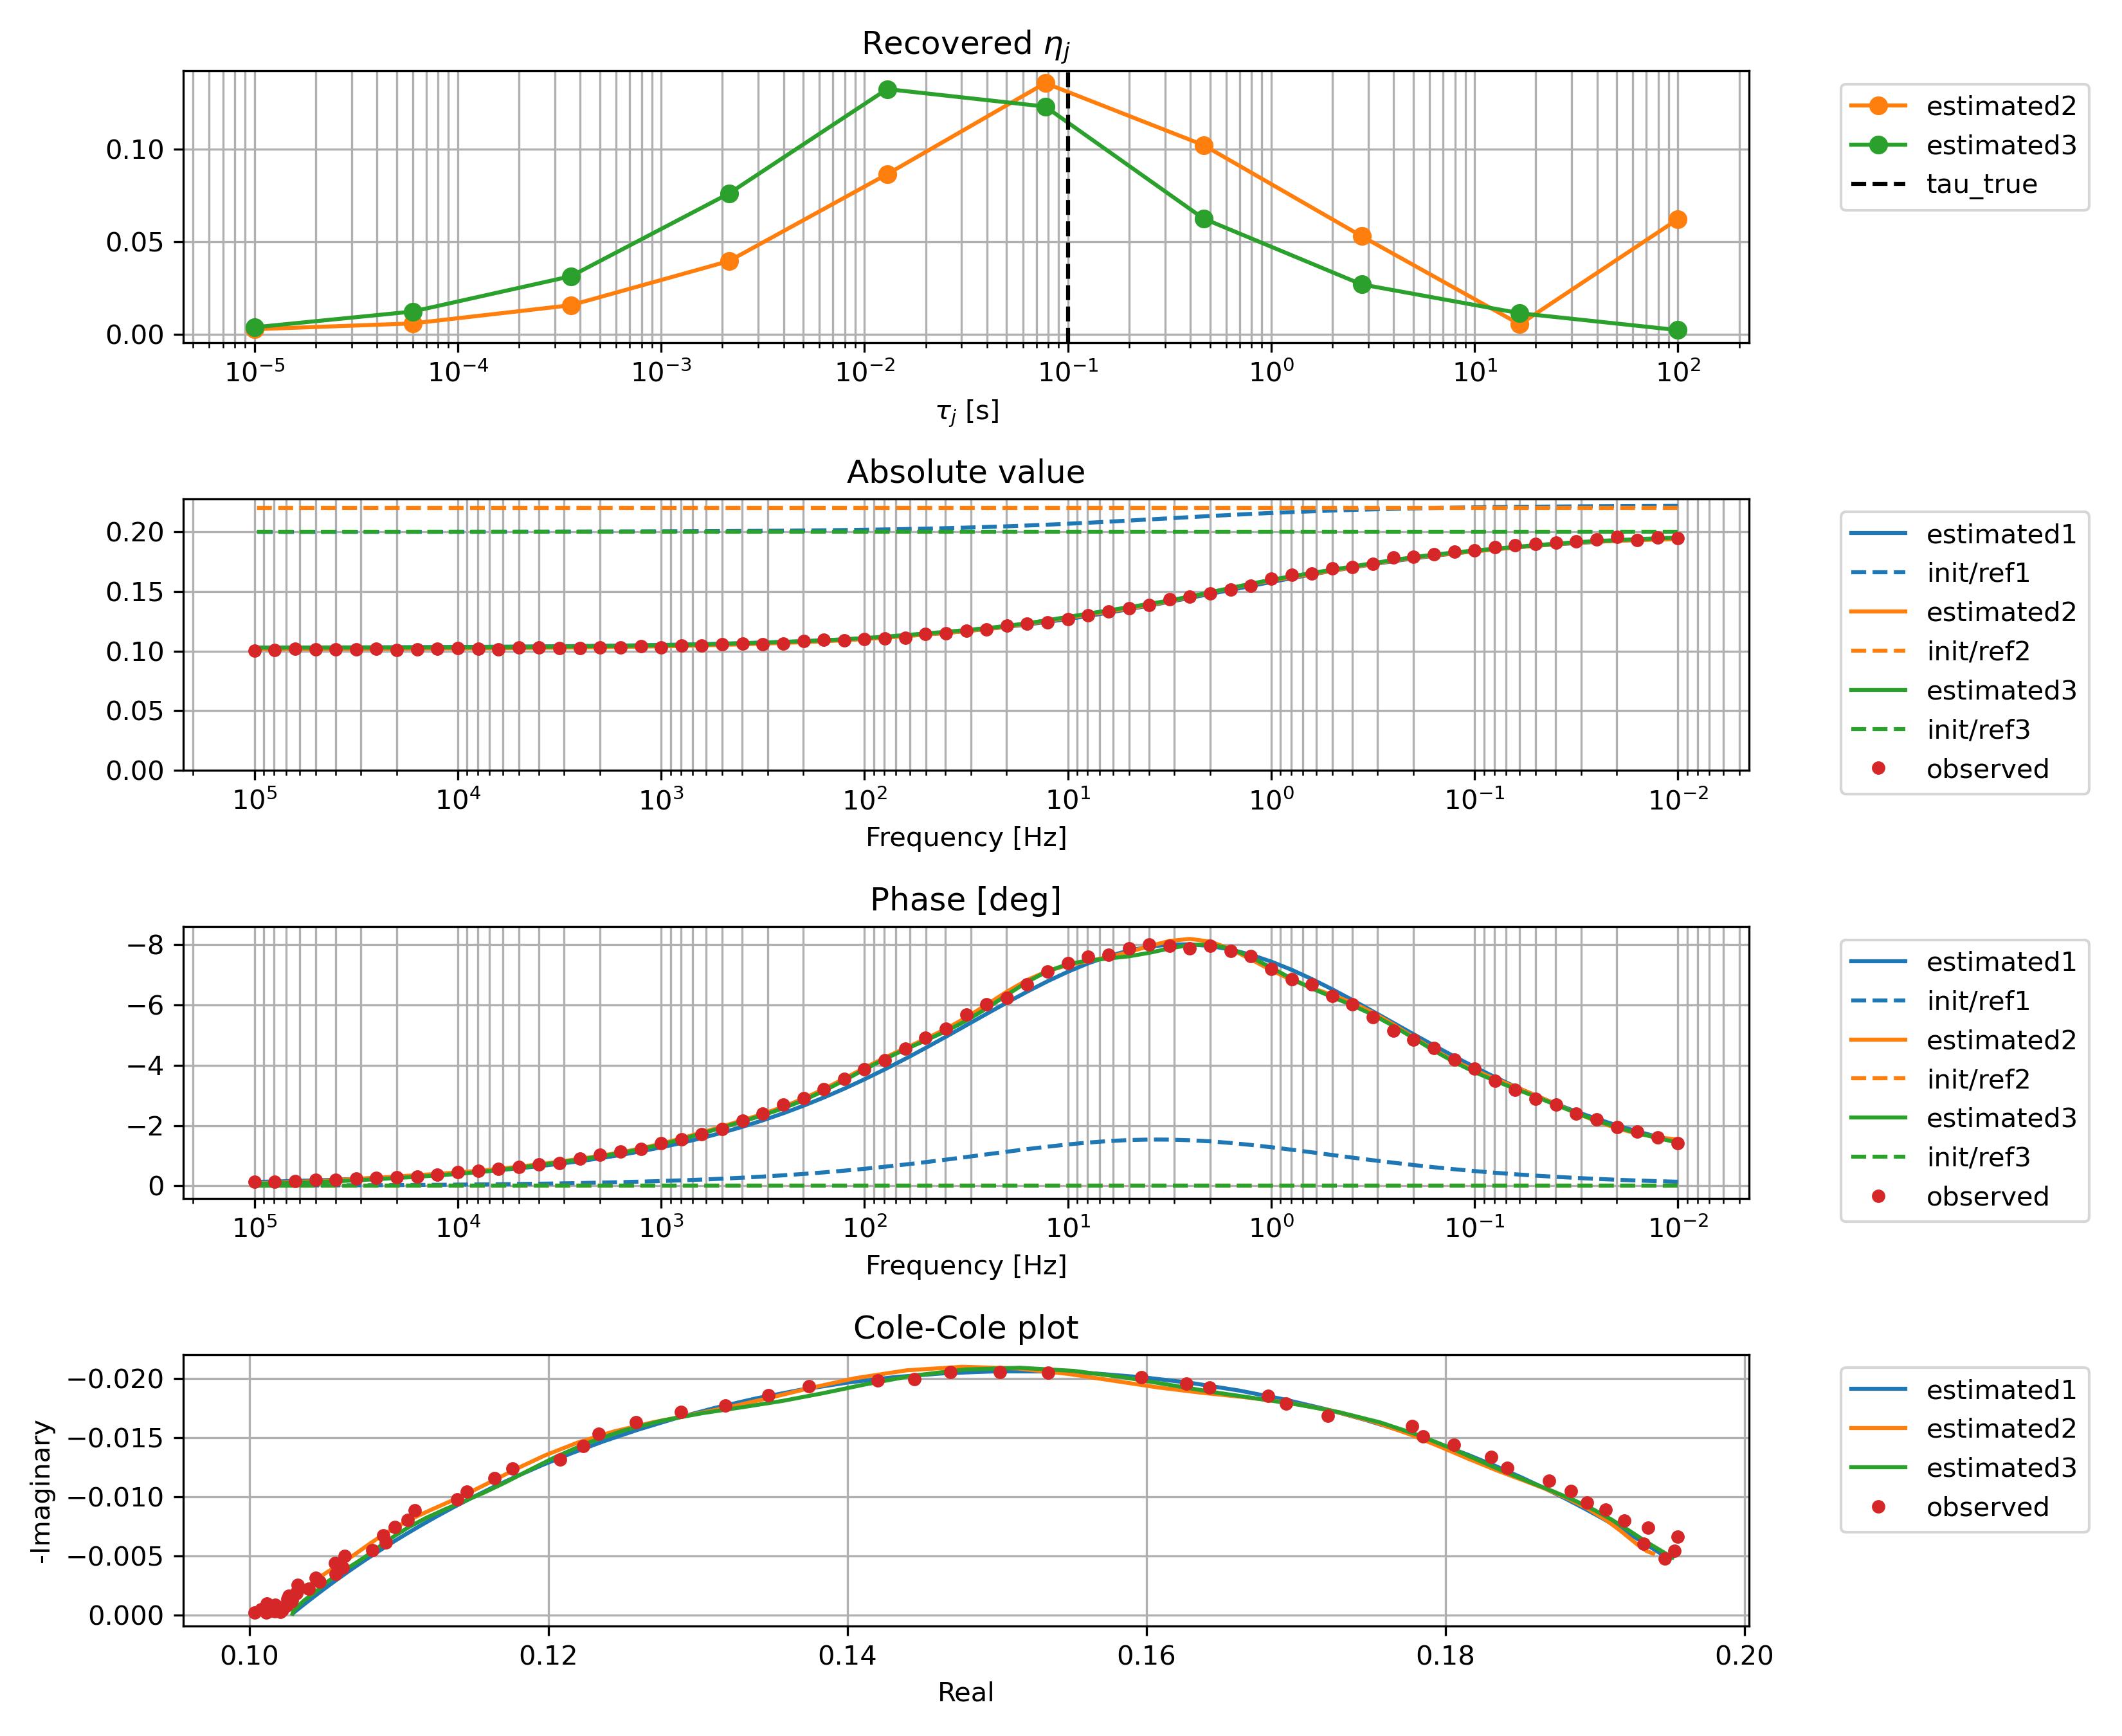 Recovered ηj
0.10
0.05
0.00
10−5 10−4 10−3 10−2 10−1 100 101 102
τj [s]
estimated2
estimated3
tau_true
Absolute value
0.20
0.15
0.10
0.05
0.00
105 104 103 102 101 100 10−1 10−2
Frequency [Hz]
estimated1
init/ref1
estimated2
init/ref2
estimated3
init/ref3
observed
Phase [deg]
−8
−6
−4
−2
0
105 104 103 102 101 100 10−1 10−2
Frequency [Hz]
estimated1
init/ref1
estimated2
init/ref2
estimated3
init/ref3
observed
Cole-Cole plot
-Imaginary
−0.020
−0.015
−0.010
−0.005
0.000
0.10 0.12 0.14 0.16 0.18 0.20
Real
estimated1
estimated2
estimated3
observed